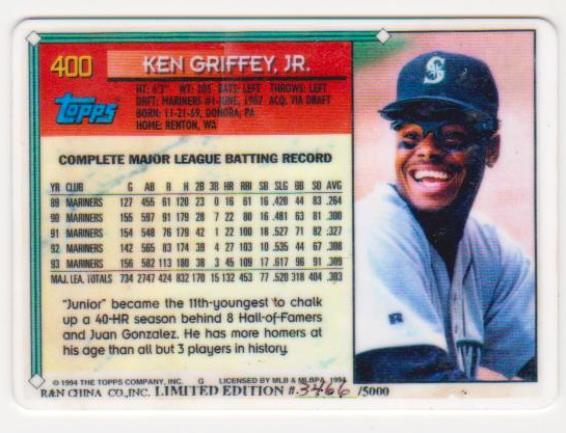 400
KEN GRIFFEY, JR.
topps
HT: 6'3" WT: 205 BATS: LEFT THROWS: LEFT
DRFT: MARINERS #1-JUNE, 1987 ACQ. VIA DRAFT
BORN: 11-21-69, DONORA, PA
HOME: RENTON, WA
S
COMPLETE MAJOR LEAGUE BATTING RECORD
YR CLUB G AB R H 2B 3B HR RBI SB SLG BB SO AVG
89 MARINERS 127 455 61 120 23 0 16 61 16 .420 44 83 .264
90 MARINERS 155 597 91 179 28 7 22 80 16 .481 63 81 .300
91 MARINERS 154 548 76 179 42 1 22 100 18 .527 71 82 .327
92 MARINERS 142 565 83 174 39 4 27 103 10 .535 44 67 .308
93 MARINERS 156 582 113 180 38 3 45 109 17 .617 96 91 .309
MAJ. LEA. TOTALS 734 2747 424 832 170 15 132 453 77 .520 318 404 .303
"Junior" became the 11th-youngest to chalk
up a 40-HR season behind 8 Hall-of-Famers
and Juan Gonzalez. He has more homers at
his age than all but 3 players in history.
R
© 1994 THE TOPPS COMPANY, INC. G LICENSED BY MLB & MLBPA 1994
R&N CHINA CO.,INC. LIMITED EDITION #. 3466 /5000